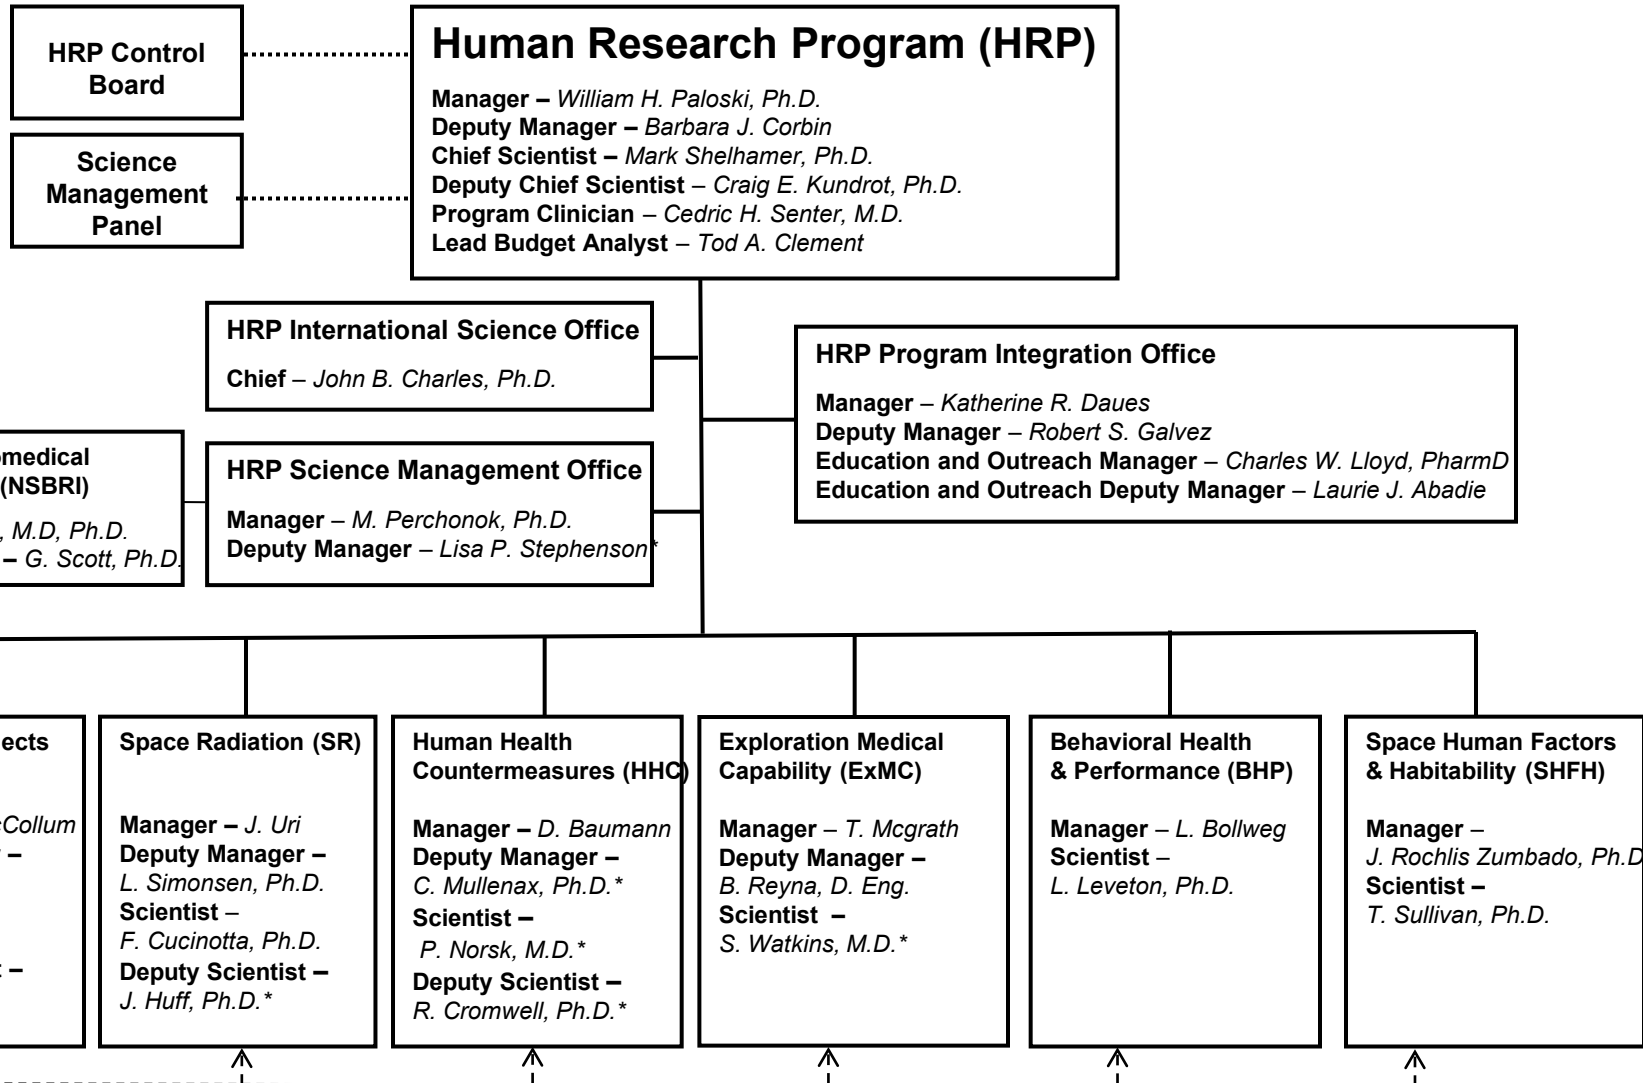 HRP Control
Board
Science
Management
Panel
Human Research Program (HRP)
Manager – William H. Paloski, Ph.D.
Deputy Manager – Barbara J. Corbin
Chief Scientist – Mark Shelhamer, Ph.D.
Deputy Chief Scientist – Craig E. Kundrot, Ph.D.
Program Clinician – Cedric H. Senter, M.D.
Lead Budget Analyst – Tod A. Clement
HRP International Science Office
Chief – John B. Charles, Ph.D.
HRP Program Integration Office
Manager – Katherine R. Daues
Deputy Manager – Robert S. Galvez
Education and Outreach Manager – Charles W. Lloyd, PharmD
Education and Outreach Deputy Manager – Laurie J. Abadie
omedical
(NSBRI)
, M.D, Ph.D.
– G. Scott, Ph.D.
HRP Science Management Office
Manager – M. Perchonok, Ph.D.
Deputy Manager – Lisa P. Stephenson*
ects
cCollum
–
–
Space Radiation (SR)
Manager – J. Uri
Deputy Manager –
L. Simonsen, Ph.D.
Scientist –
F. Cucinotta, Ph.D.
Deputy Scientist –
J. Huff, Ph.D.*
Human Health
Countermeasures (HHC)
Manager – D. Baumann
Deputy Manager –
C. Mullenax, Ph.D.*
Scientist –
P. Norsk, M.D.*
Deputy Scientist –
R. Cromwell, Ph.D.*
Exploration Medical
Capability (ExMC)
Manager – T. Mcgrath
Deputy Manager –
B. Reyna, D. Eng.
Scientist –
S. Watkins, M.D.*
Behavioral Health
& Performance (BHP)
Manager – L. Bollweg
Scientist –
L. Leveton, Ph.D.
Space Human Factors
& Habitability (SHFH)
Manager –
J. Rochlis Zumbado, Ph.D
Scientist –
T. Sullivan, Ph.D.